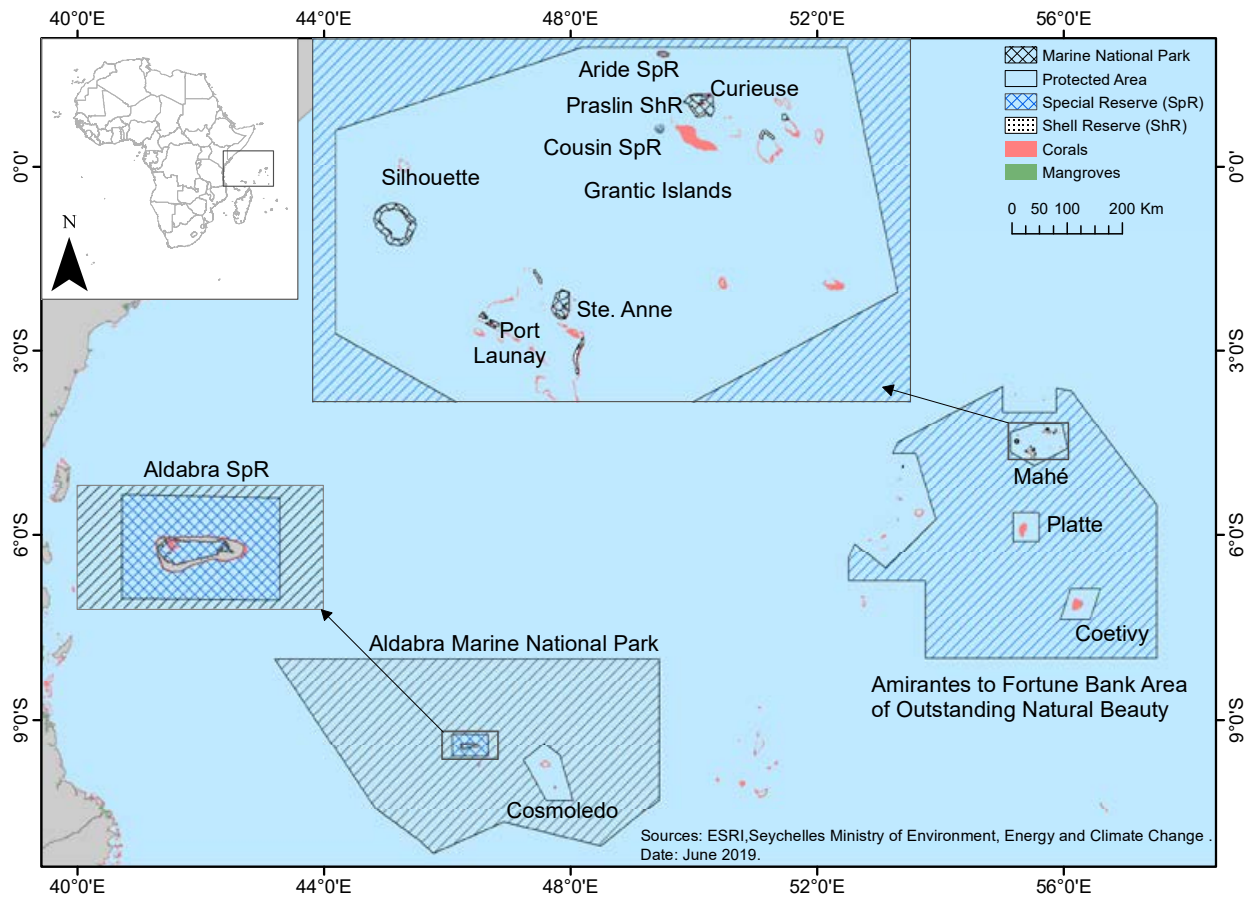 40°0'E 44°0'E 48°0'E 52°0'E 56°0'E
Marine National Park
Protected Area
Special Reserve (SpR)
Shell Reserve (ShR)
Corals
Mangroves
0 50 100 200 Km
N
Aride SpR
Curieuse
Praslin ShR
Cousin SpR
Silhouette
Grantic Islands
Ste. Anne
Port
Launay
0°0'
0°0'
3°0'S
3°0'S
Mahé
Platte
Coetivy
Aldabra SpR
6°0'S
6°0'S
Aldabra Marine National Park
Amirantes to Fortune Bank Area
of Outstanding Natural Beauty
9°0'S
9°0'S
Cosmoledo
Sources: ESRI,Seychelles Ministry of Environment, Energy and Climate Change .
Date: June 2019.
40°0'E 44°0'E 48°0'E 52°0'E 56°0'E